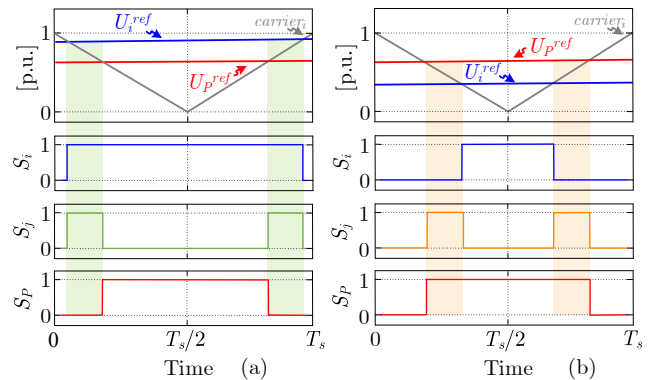 1
U_i^ref
carrier_i
[p.u.]
U_P^ref
0
S_i
1
0
S_j
1
0
S_P
1
0
0
T_s/2
T_s
Time
(a)
1
carrier_i
[p.u.]
U_P^ref
U_i^ref
0
S_i
1
0
S_j
1
0
S_P
1
0
0
T_s/2
T_s
Time
(b)